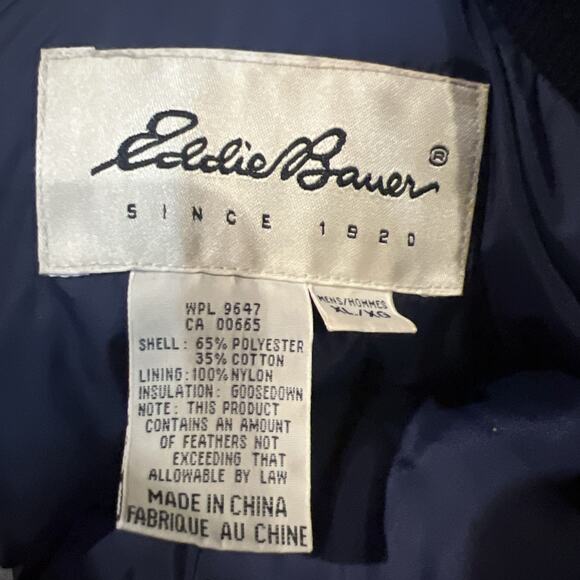 Eddie Bauer®
SINCE 1920
MENS/HOMMES
XL/XG
WPL 9647
CA 00665
SHELL: 65% POLYESTER
35% COTTON
LINING:100% NYLON
INSULATION: GOOSEDOWN
NOTE: THIS PRODUCT
CONTAINS AN AMOUNT
OF FEATHERS NOT
EXCEEDING THAT
ALLOWABLE BY LAW
MADE IN CHINA
FABRIQUE AU CHINE